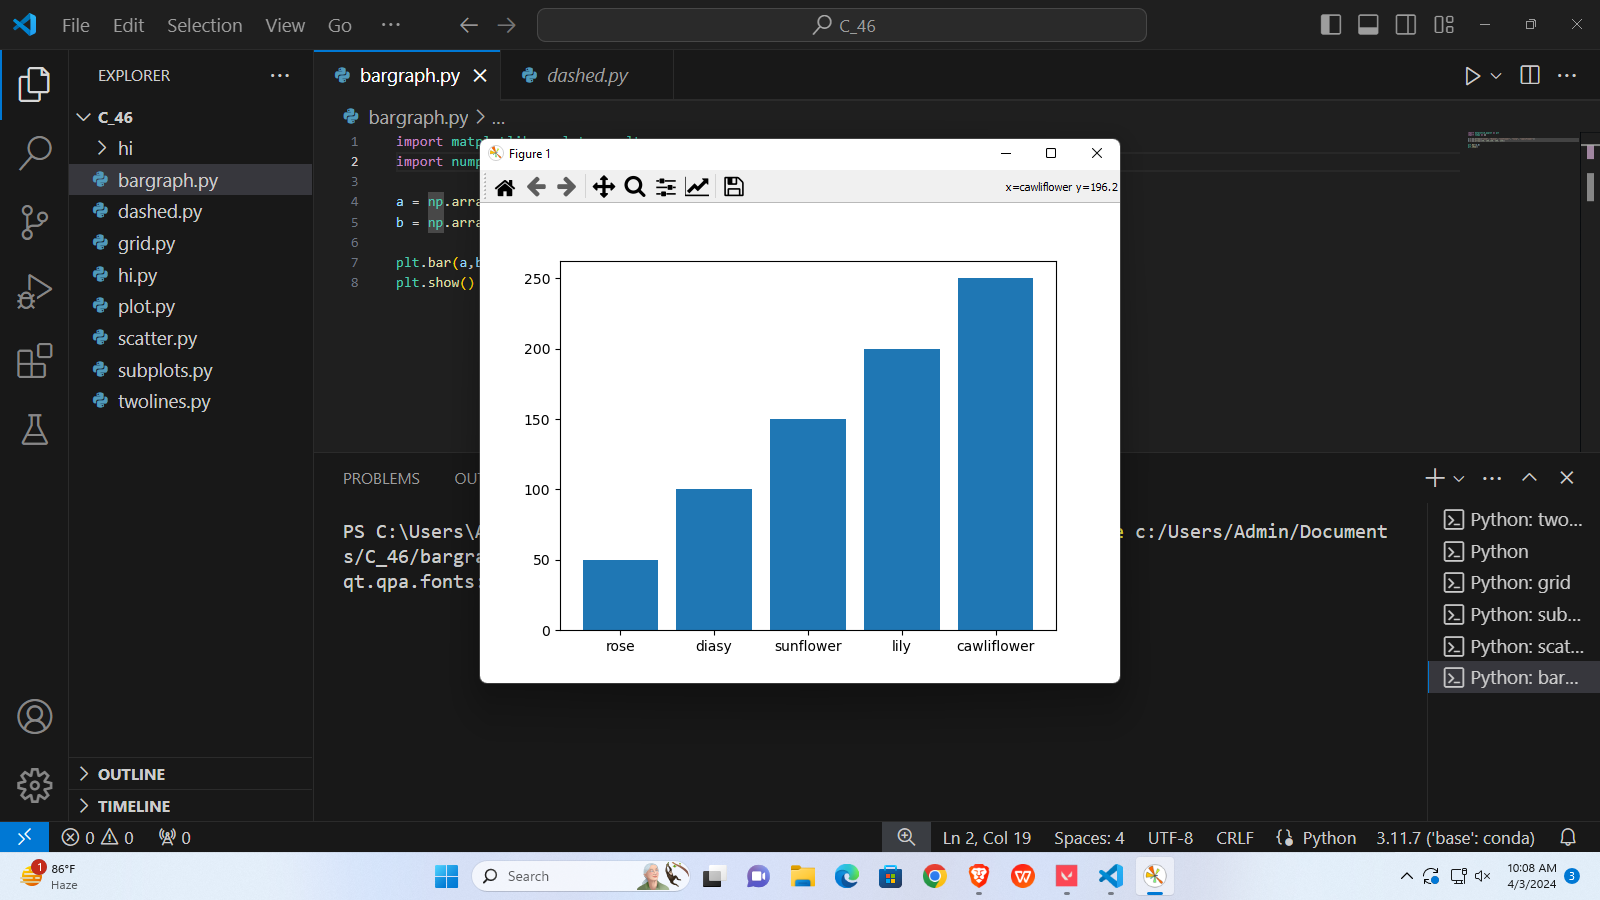 File Edit Selection View Go ...
C_46
EXPLORER ...
bargraph.py
dashed.py
C_46
hi
bargraph.py
dashed.py
grid.py
hi.py
plot.py
scatter.py
subplots.py
twolines.py
OUTLINE
TIMELINE
bargraph.py > ...
1 import
2 import
3
4 a = np.
5 b = np.
6
7 plt.bar(a,
8 plt.show()
Figure 1
x=cawliflower y=196.2
250
200
150
100
50
0
rose diasy sunflower lily cawliflower
PROBLEMS
PS C:\Users\ c:/Users/Admin/Document
s/C_46/
qt.qpa.fonts:
Python: two...
Python
Python: grid
Python: sub...
Python: scat...
Python: bar...
0 0 0
Ln 2, Col 19 Spaces: 4 UTF-8 CRLF Python 3.11.7 ('base': conda)
1
86°F
Haze
Search
10:08 AM
4/3/2024
3